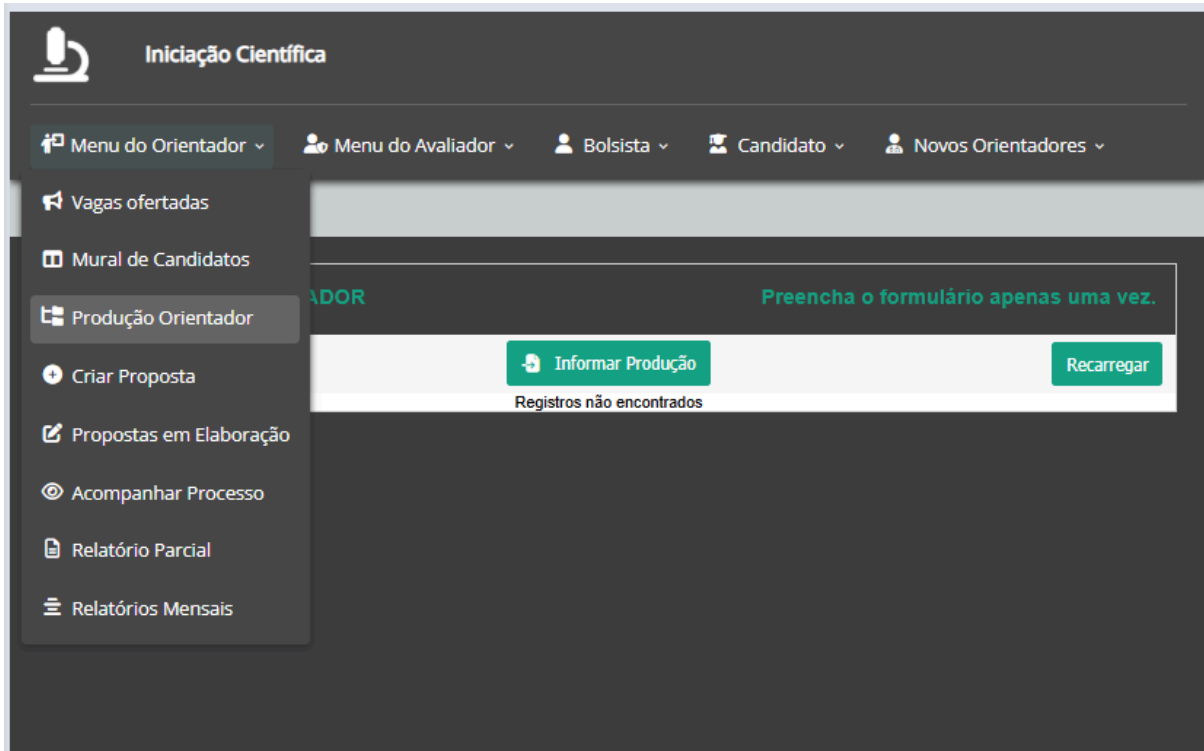 Iniciação Científica
Menu do Orientador
Menu do Avaliador
Bolsista
Candidato
Novos Orientadores
Vagas ofertadas
Mural de Candidatos
Produção Orientador
Criar Proposta
Propostas em Elaboração
Acompanhar Processo
Relatório Parcial
Relatórios Mensais
ADOR
Preencha o formulário apenas uma vez.
Informar Produção
Recarregar
Registros não encontrados